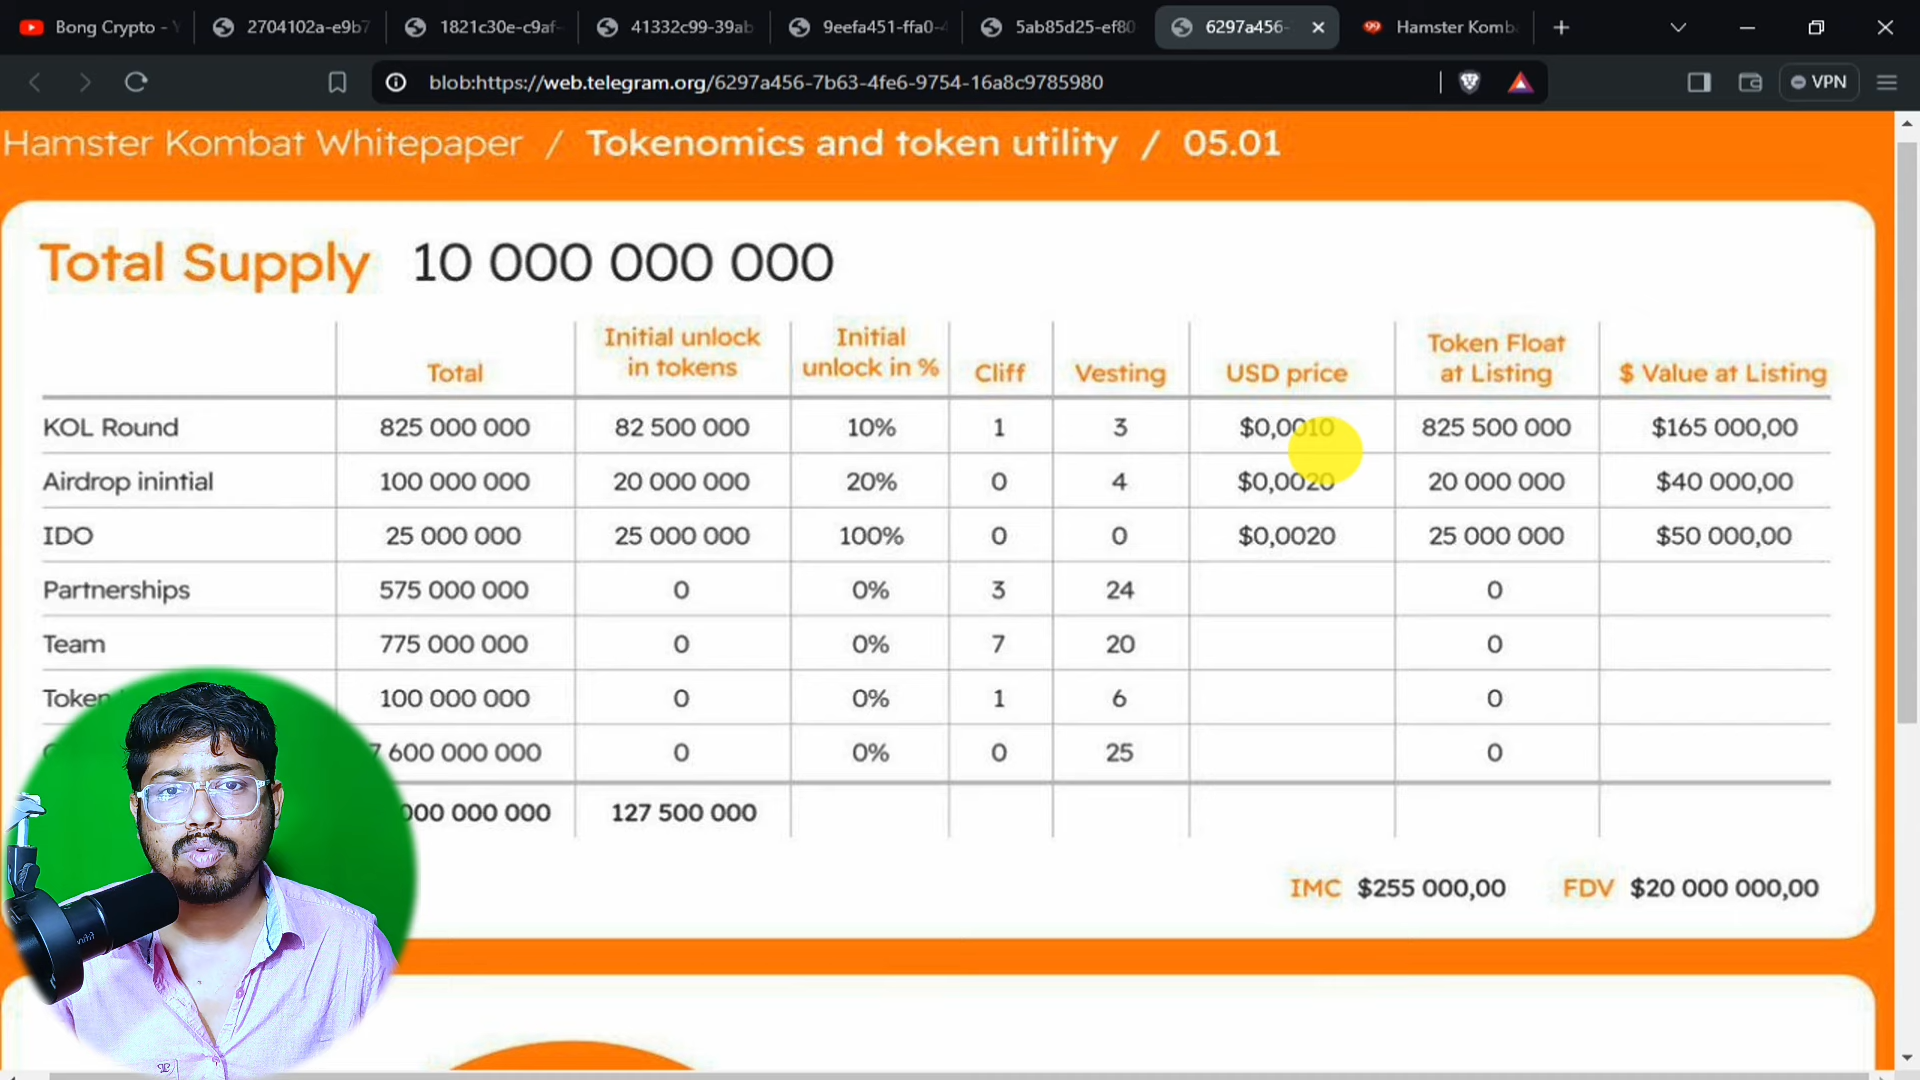 Bong Crypto -
2704102a-e9b7
1821c30e-c9af-
41332c99-39ab
9eefa451-ffa0-4
5ab85d25-ef80
6297a456-
Hamster Komb
blob:https://web.telegram.org/6297a456-7b63-4fe6-9754-16a8c9785980
VPN
Hamster Kombat Whitepaper / Tokenomics and token utility / 05.01
Total Supply 10 000 000 000
Total
Initial unlock in tokens
Initial unlock in %
Cliff
Vesting
USD price
Token Float at Listing
$ Value at Listing
KOL Round 825 000 000 82 500 000 10% 1 3 $0,0010 825 500 000 $165 000,00
Airdrop inintial 100 000 000 20 000 000 20% 0 4 $0,0020 20 000 000 $40 000,00
IDO 25 000 000 25 000 000 100% 0 0 $0,0020 25 000 000 $50 000,00
Partnerships 575 000 000 0 0% 3 24 0
Team 775 000 000 0 0% 7 20 0
Token 100 000 000 0 0% 1 6 0
7 600 000 000 0 0% 0 25 0
000 000 000 127 500 000
IMC $255 000,00 FDV $20 000 000,00